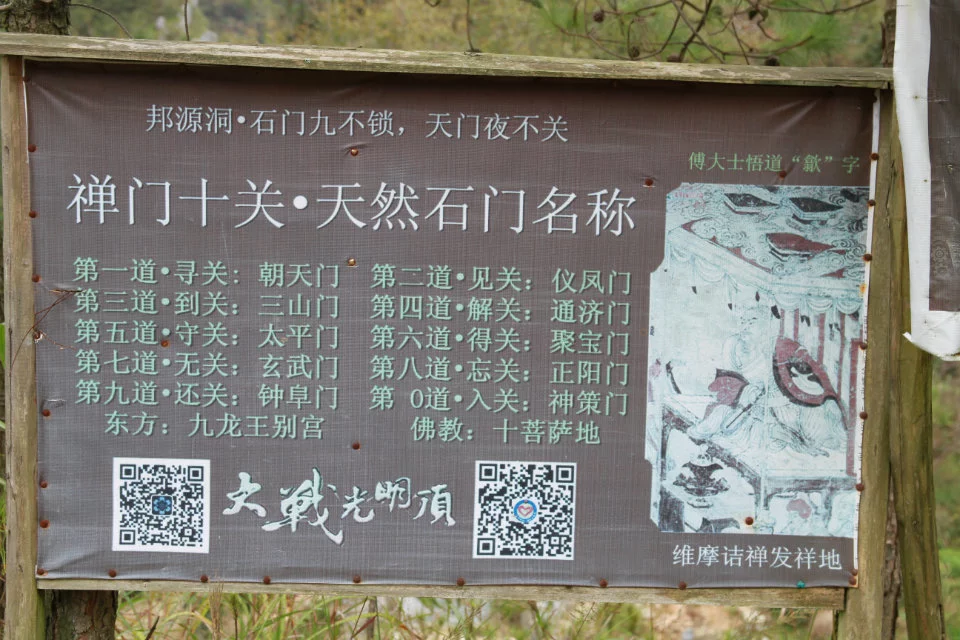 邦源洞•石门九不锁，天门夜不关
傅大士悟道“歙”字
禅门十关•天然石门名称
第一道•寻关：朝天门 第二道•见关：仪凤门
第三道•到关：三山门 第四道•解关：通济门
第五道•守关：太平门 第六道•得关：聚宝门
第七道•无关：玄武门 第八道•忘关：正阳门
第九道•还关：钟阜门 第 0道•入关：神策门
东方：九龙王别宫 佛教：十菩萨地
大戰光明頂
维摩诘禅发祥地